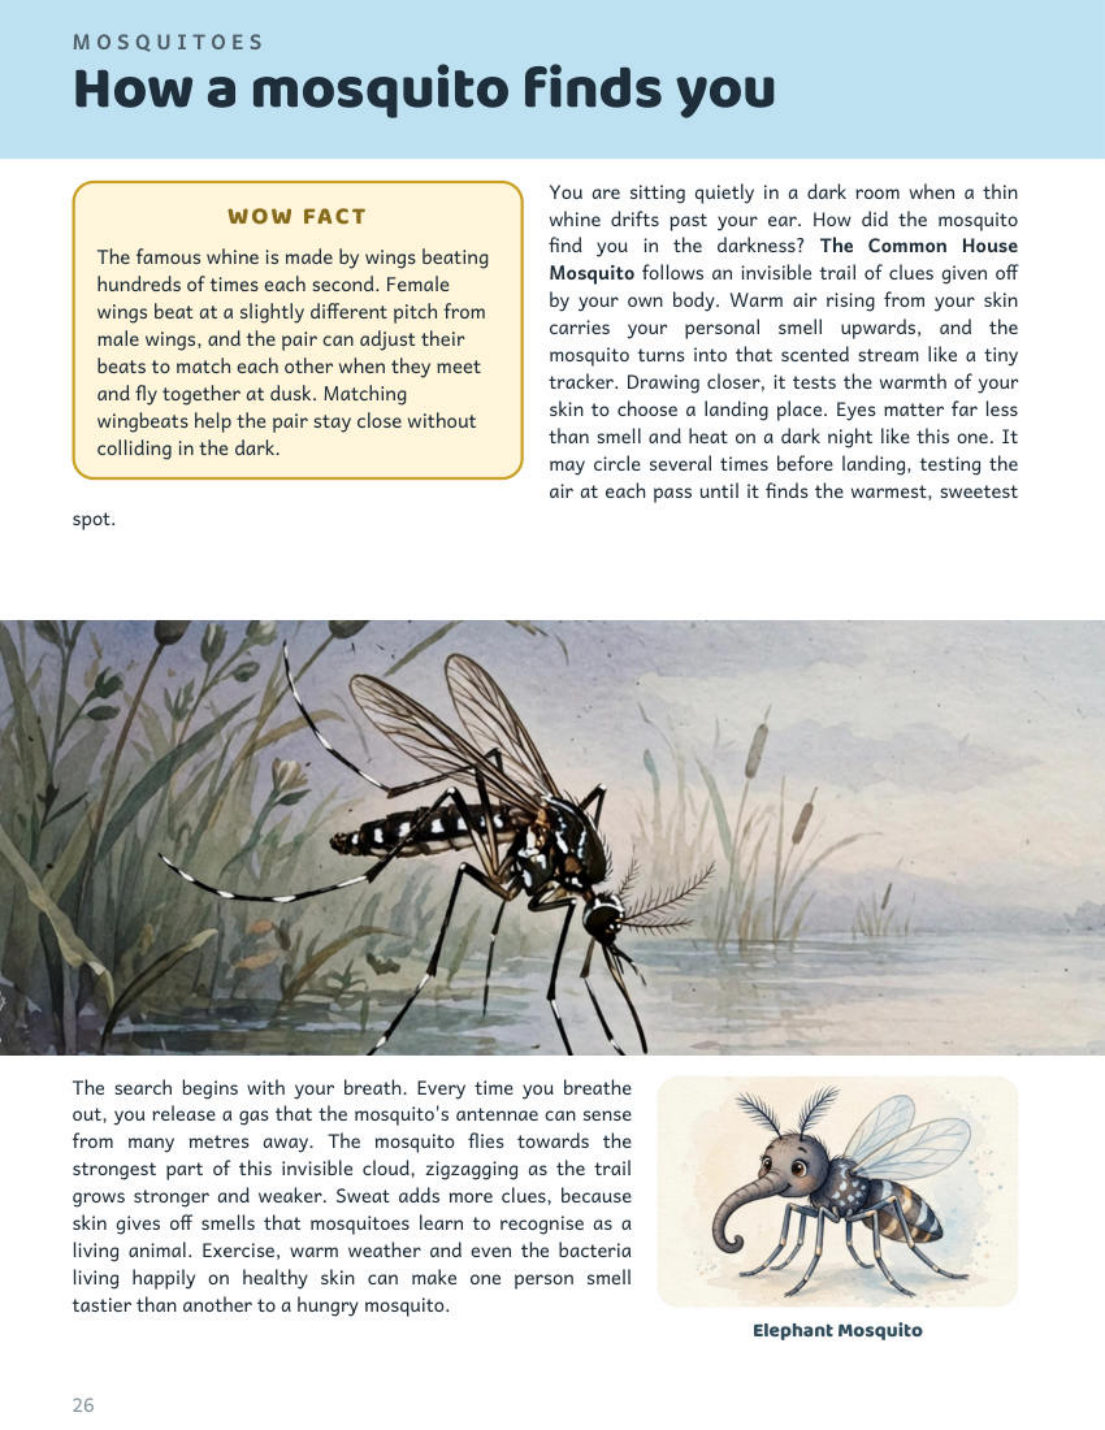 MOSQUITOES
How a mosquito finds you
WOW FACT
The famous whine is made by wings beating
hundreds of times each second. Female
wings beat at a slightly different pitch from
male wings, and the pair can adjust their
beats to match each other when they meet
and fly together at dusk. Matching
wingbeats help the pair stay close without
colliding in the dark.
You are sitting quietly in a dark room when a thin
whine drifts past your ear. How did the mosquito
find you in the darkness? The Common House
Mosquito follows an invisible trail of clues given off
by your own body. Warm air rising from your skin
carries your personal smell upwards, and the
mosquito turns into that scented stream like a tiny
tracker. Drawing closer, it tests the warmth of your
skin to choose a landing place. Eyes matter far less
than smell and heat on a dark night like this one. It
may circle several times before landing, testing the
air at each pass until it finds the warmest, sweetest
spot.
The search begins with your breath. Every time you breathe
out, you release a gas that the mosquito's antennae can sense
from many metres away. The mosquito flies towards the
strongest part of this invisible cloud, zigzagging as the trail
grows stronger and weaker. Sweat adds more clues, because
skin gives off smells that mosquitoes learn to recognise as a
living animal. Exercise, warm weather and even the bacteria
living happily on healthy skin can make one person smell
tastier than another to a hungry mosquito.
Elephant Mosquito
26